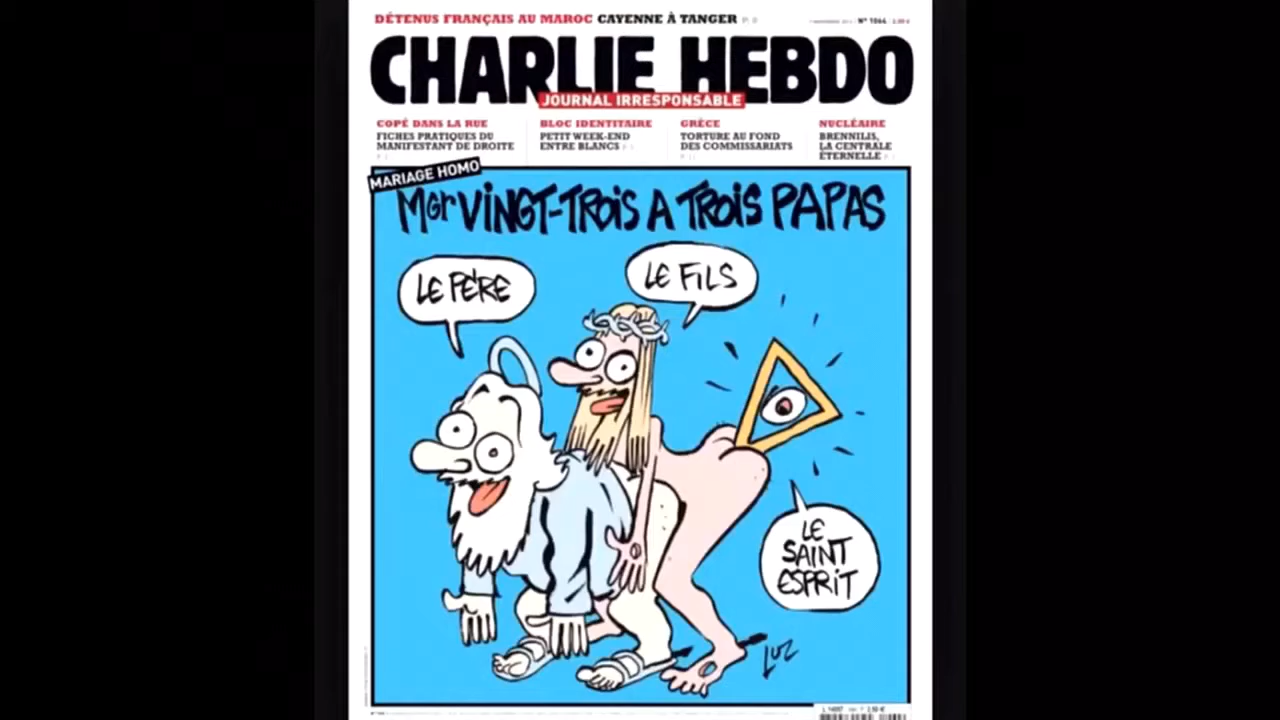 DÉTENUS FRANÇAIS AU MAROC CAYENNE À TANGER P. 8
N° 1064
CHARLIE HEBDO
JOURNAL IRRESPONSABLE
COPÉ DANS LA RUE
FICHES PRATIQUES DU
MANIFESTANT DE DROITE
BLOC IDENTITAIRE
PETIT WEEK-END
ENTRE BLANCS
GRÈCE
TORTURE AU FOND
DES COMMISSARIATS
NUCLÉAIRE
BRENNILIS,
LA CENTRALE
ÉTERNELLE
MARIAGE HOMO
Mgr VINGT-TROIS A TROIS PAPAS
LE PÈRE
LE FILS
LE
SAINT
ESPRIT
LUZ